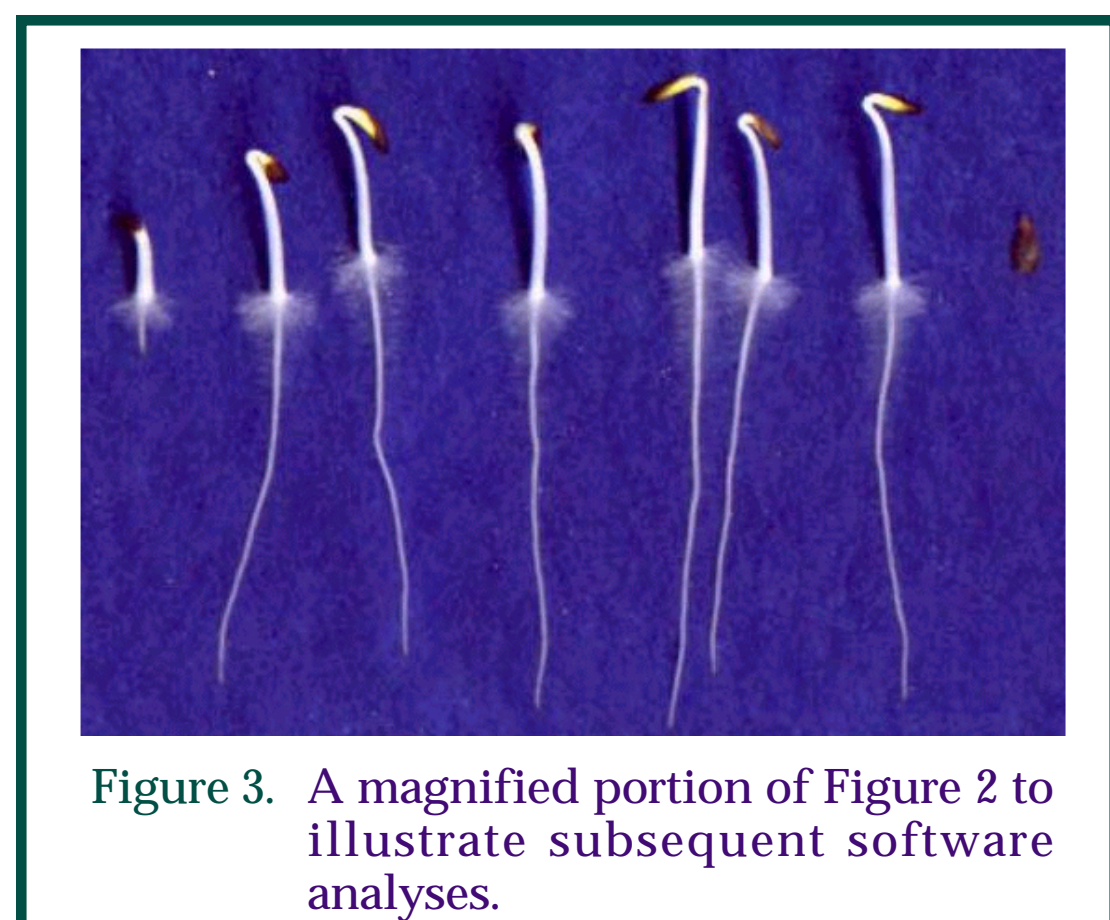 Figure 3. A magnified portion of Figure 2 to
illustrate subsequent software
analyses.